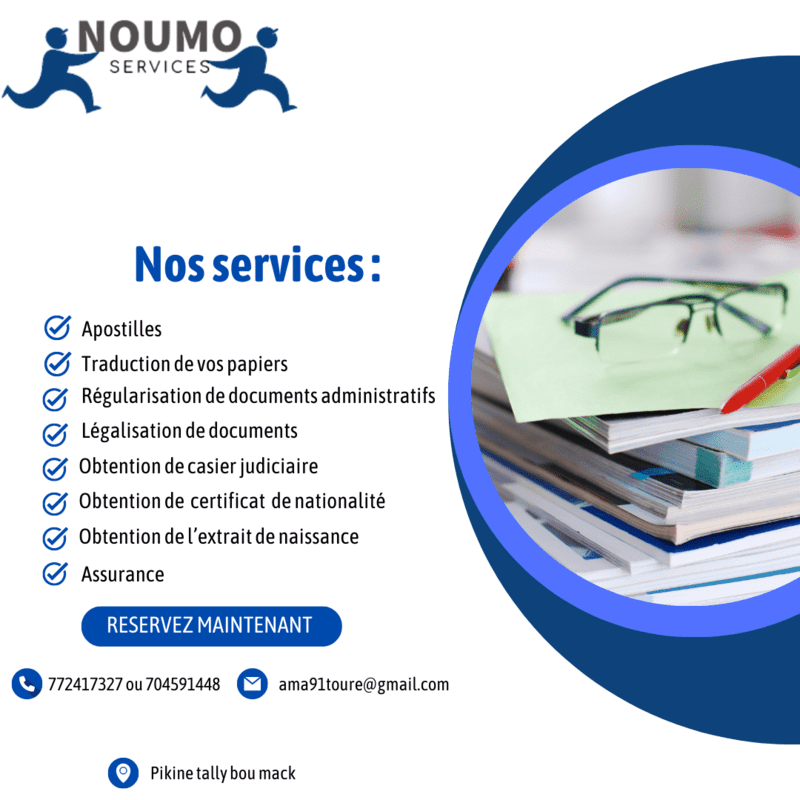 NOUMO
SERVICES
Nos services :
Apostilles
Traduction de vos papiers
Régularisation de documents administratifs
Légalisation de documents
Obtention de casier judiciaire
Obtention de certificat de nationalité
Obtention de l'extrait de naissance
Assurance
RESERVEZ MAINTENANT
772417327 ou 704591448
ama91toure@gmail.com
Pikine tally bou mack